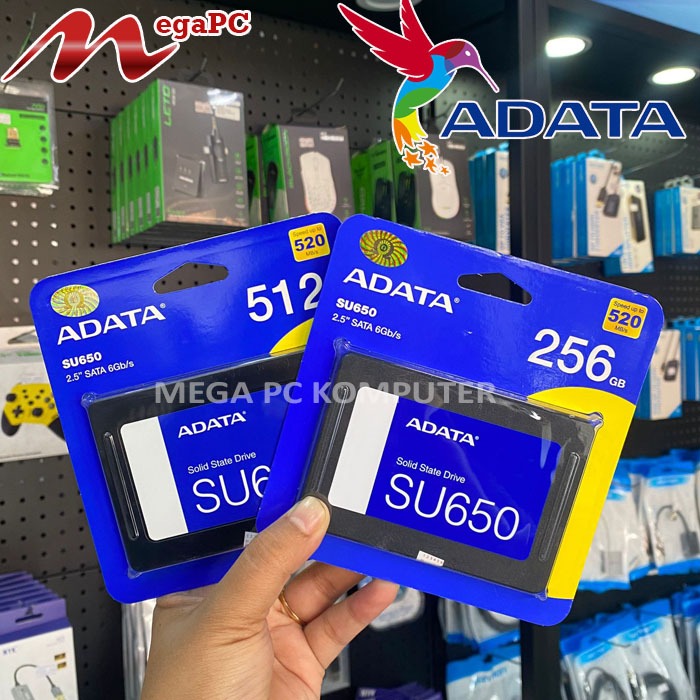 MegaPC
ADATA
LETO
Speed up to
520
MB/s
ADATA
512
SU650
2.5" SATA 6Gb/s
ADATA
Solid State Drive
SU6
Speed up to
520
MB/s
ADATA
SU650
2.5" SATA 6Gb/s
256
GB
MEGA PC KOMPUTER
ADATA
Solid State Drive
SU650